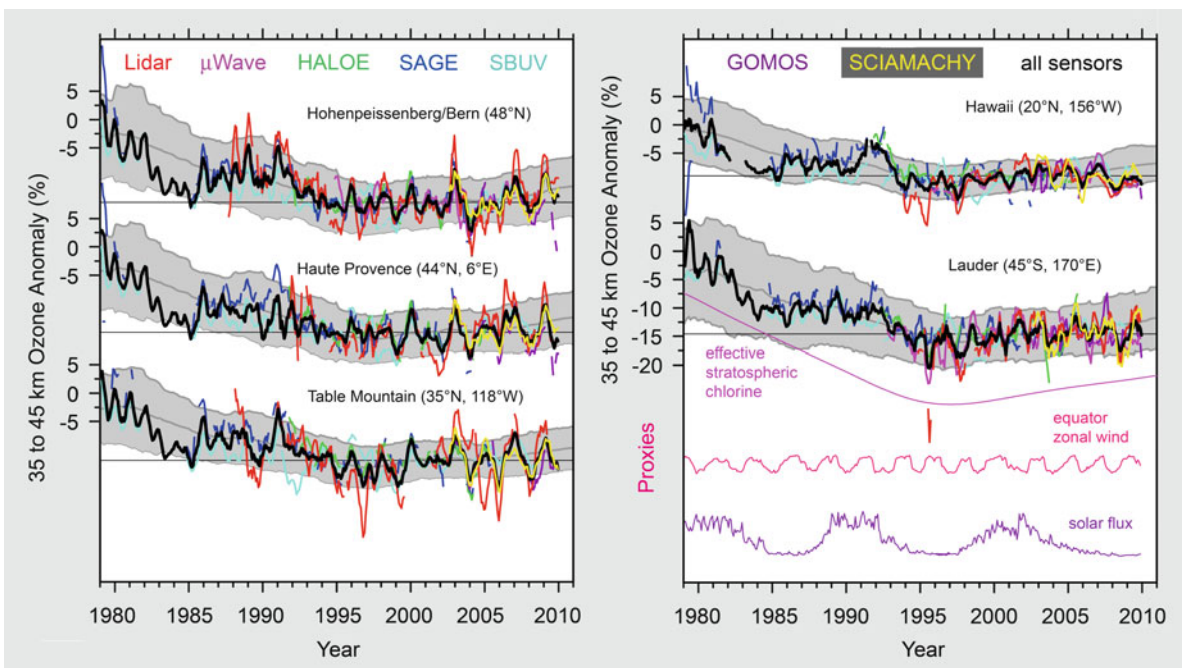 Lidar μWave HALOE SAGE SBUV
Hohenpeissenberg/Bern (48°N)
Haute Provence (44°N, 6°E)
Table Mountain (35°N, 118°W)
35 to 45 km Ozone Anomaly (%)
5
0
-5
5
0
-5
5
0
-5
1980 1985 1990 1995 2000 2005 2010
Year
GOMOS SCIAMACHY all sensors
Hawaii (20°N, 156°W)
Lauder (45°S, 170°E)
35 to 45 km Ozone Anomaly (%)
5
0
-5
5
0
-5
-10
-15
-20
effective
stratospheric
chlorine
equator
zonal wind
Proxies
solar flux
1980 1985 1990 1995 2000 2005 2010
Year